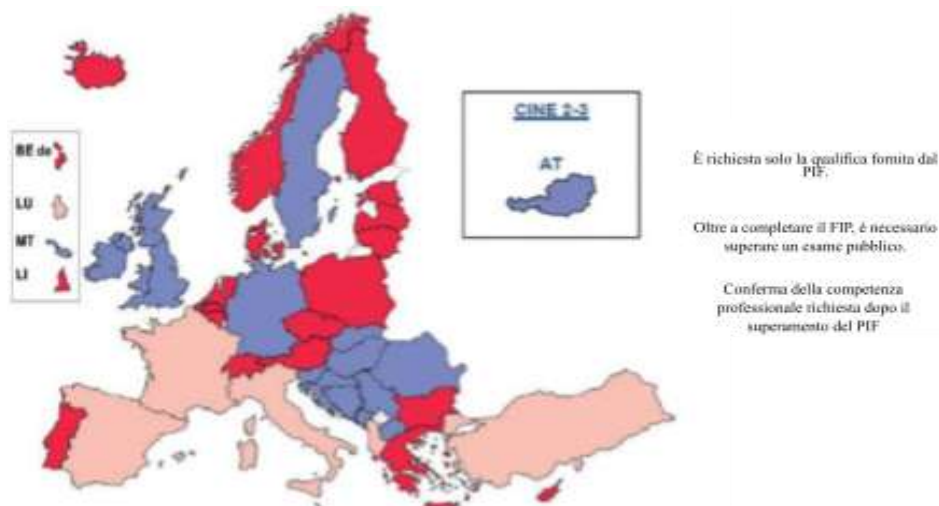 BE de
LU
MT
LI
CINE 2-3
AT
È richiesta solo la qualifica fornita dal
PIF.
Oltre a completare il FIP, è necessario
superare un esame pubblico.
Conferma della competenza
professionale richiesta dopo il
superamento del PIF